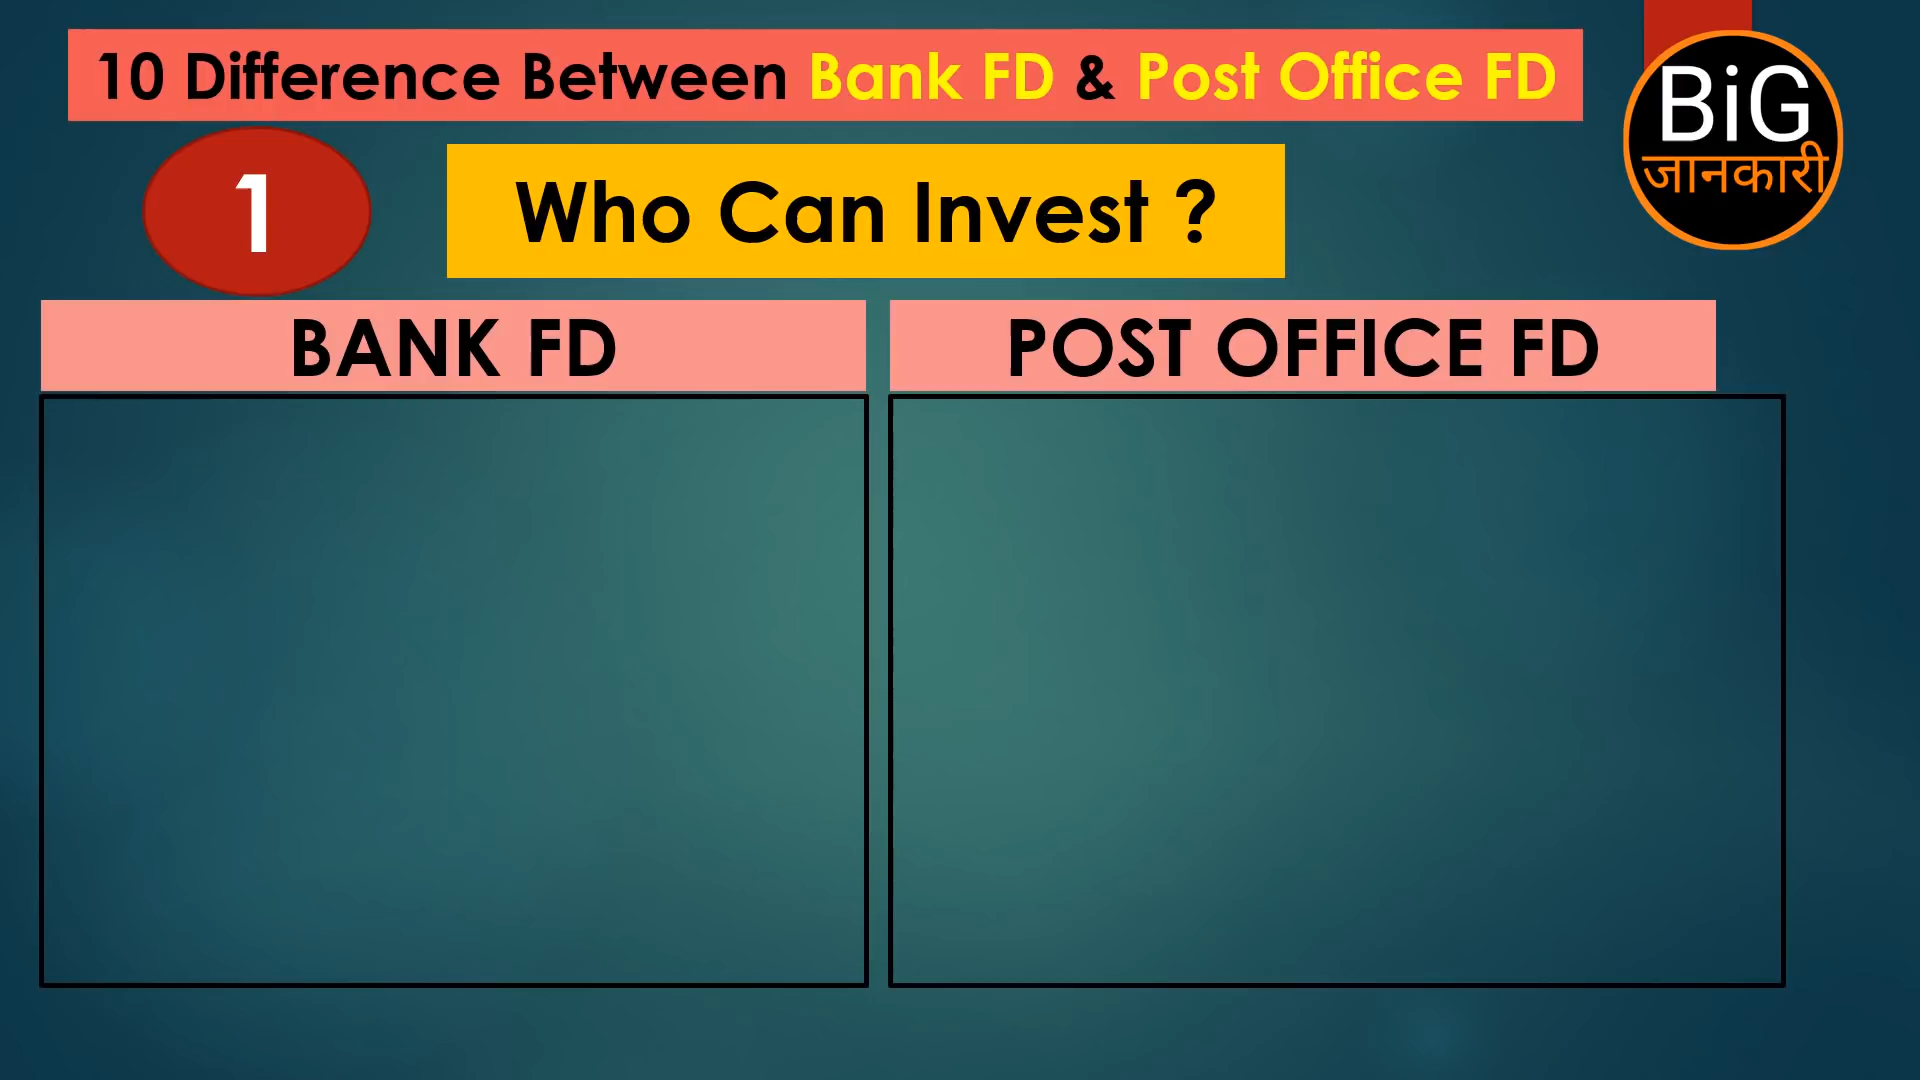 10 Difference Between Bank FD & Post Office FD
BiG
जानकारी
1
Who Can Invest ?
BANK FD
POST OFFICE FD